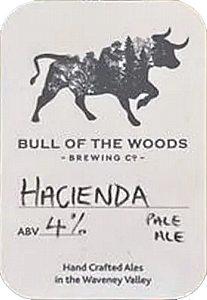 BULL OF THE WOODS
- BREWING Cº -
HACIENDA
ABV 4% PALE
ALE
Hand Crafted Ales
in the Waveney Valley